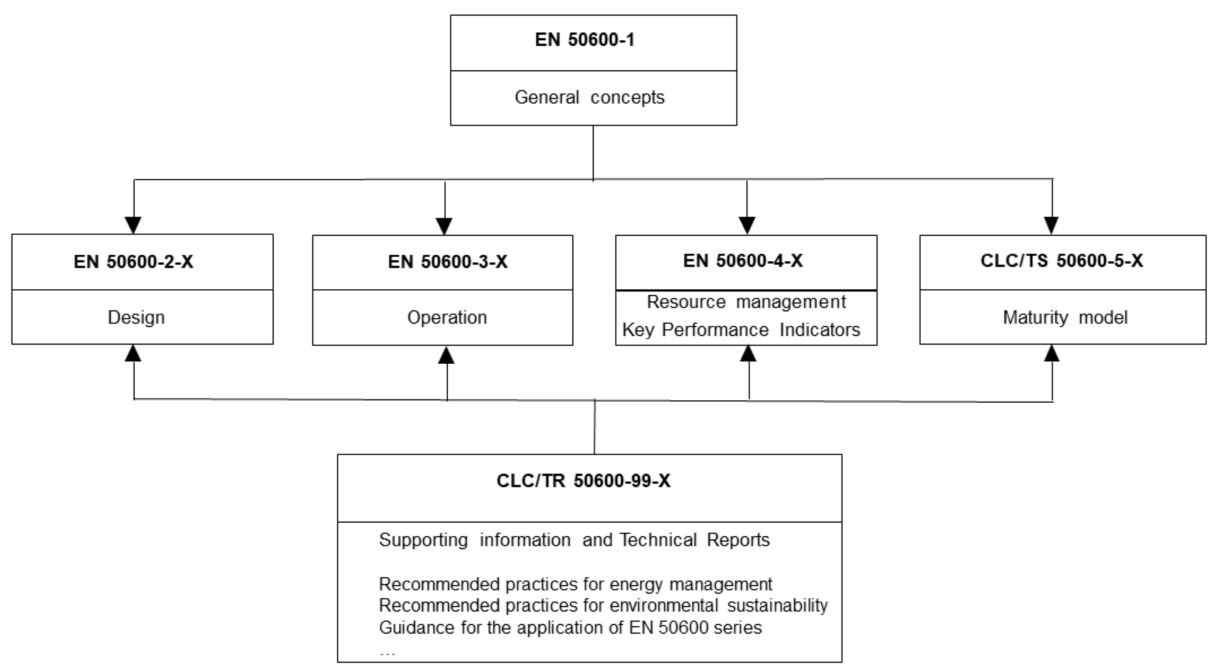 EN 50600-1
General concepts
EN 50600-2-X
Design
EN 50600-3-X
Operation
EN 50600-4-X
Resource management
Key Performance Indicators
CLC/TS 50600-5-X
Maturity model
CLC/TR 50600-99-X
Supporting information and Technical Reports
Recommended practices for energy management
Recommended practices for environmental sustainability
Guidance for the application of EN 50600 series
...